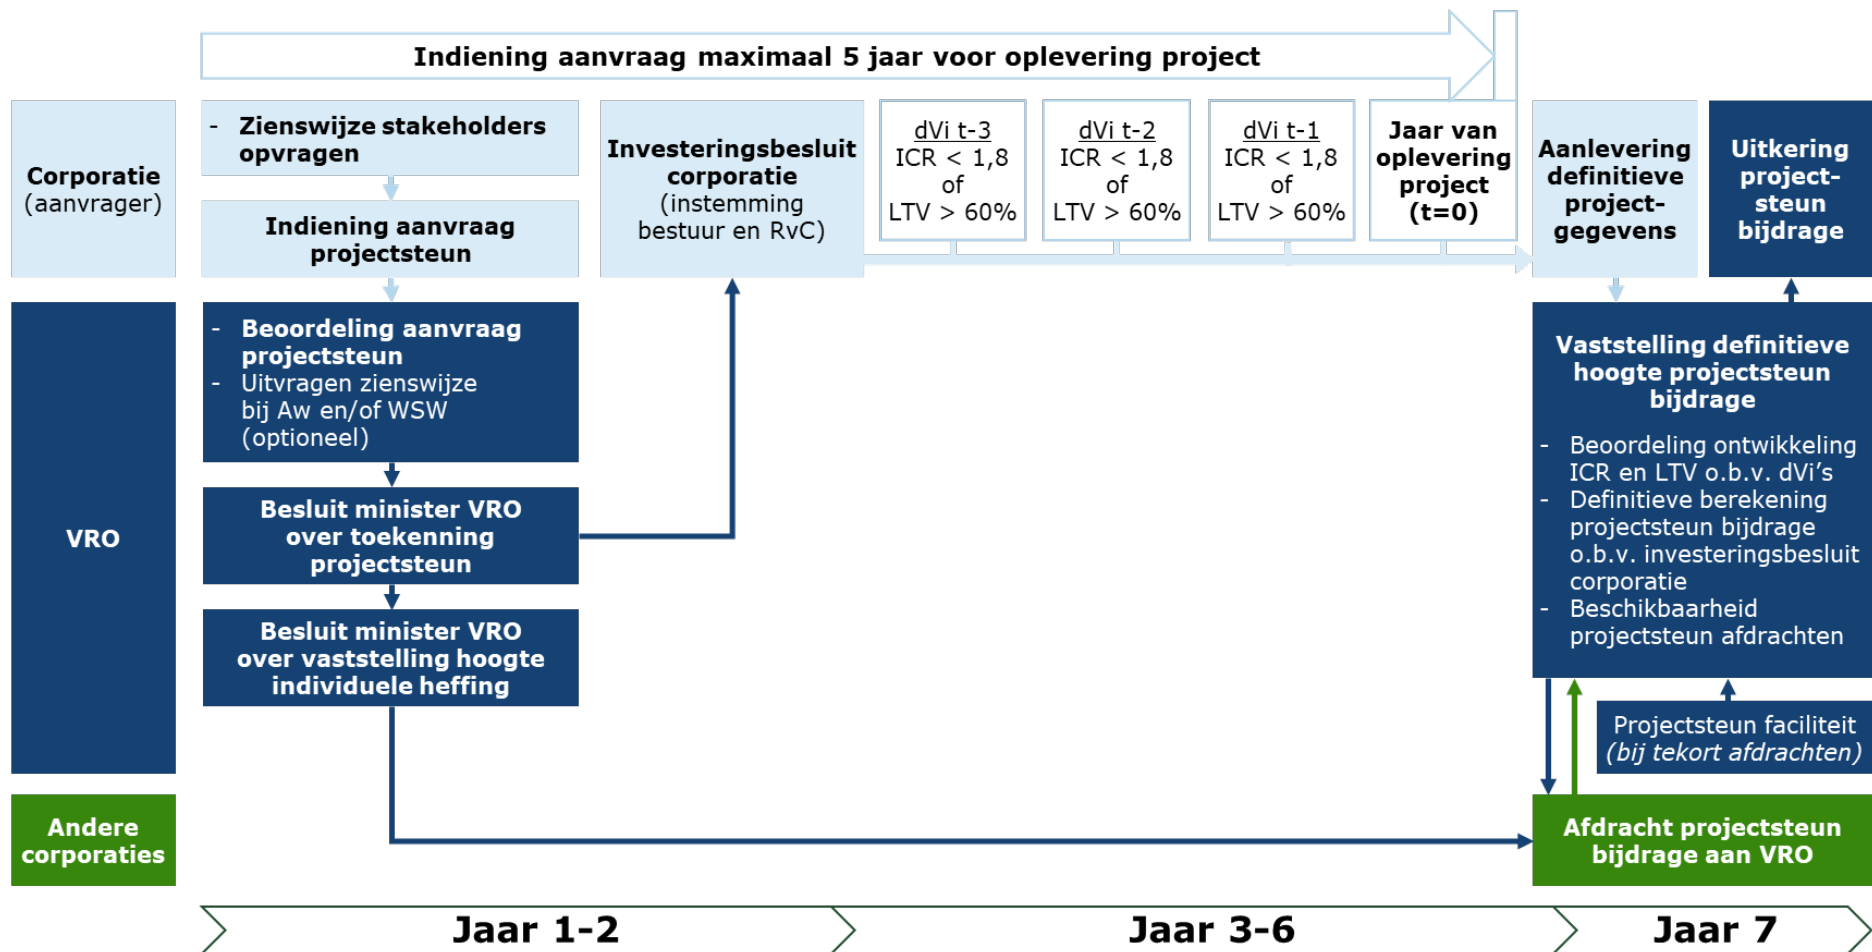 Indiening aanvraag maximaal 5 jaar voor oplevering project
Corporatie
(aanvrager)
- Zienswijze stakeholders
opvragen
Indiening aanvraag
projectsteun
Investeringsbesluit
corporatie
(instemming
bestuur en RvC)
dVi t-3
ICR < 1,8
of
LTV > 60%
dVi t-2
ICR < 1,8
of
LTV > 60%
dVi t-1
ICR < 1,8
of
LTV > 60%
Jaar van
oplevering
project
(t=0)
Aanlevering
definitieve
project-
gegevens
Uitkering
project-
steun
bijdrage
VRO
- Beoordeling aanvraag
projectsteun
- Uitvragen zienswijze
bij Aw en/of WSW
(optioneel)
Besluit minister VRO
over toekenning
projectsteun
Besluit minister VRO
over vaststelling hoogte
individuele heffing
Vaststelling definitieve
hoogte projectsteun
bijdrage
- Beoordeling ontwikkeling
ICR en LTV o.b.v. dVi's
- Definitieve berekening
projectsteun bijdrage
o.b.v. investeringsbesluit
corporatie
- Beschikbaarheid
projectsteun afdrachten
Projectsteun faciliteit
(bij tekort afdrachten)
Andere
corporaties
Afdracht projectsteun
bijdrage aan VRO
Jaar 1-2
Jaar 3-6
Jaar 7